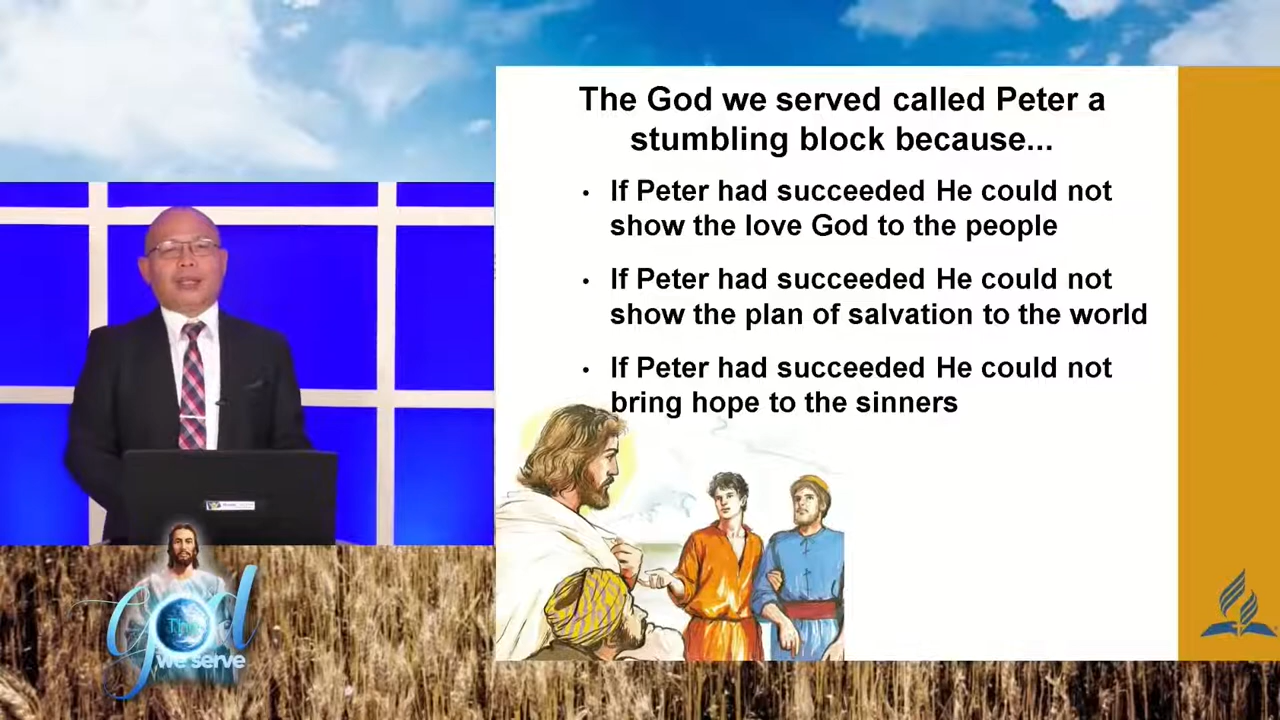 The God we served called Peter a
stumbling block because...
• If Peter had succeeded He could not
show the love God to the people
• If Peter had succeeded He could not
show the plan of salvation to the world
• If Peter had succeeded He could not
bring hope to the sinners
The
God
we serve